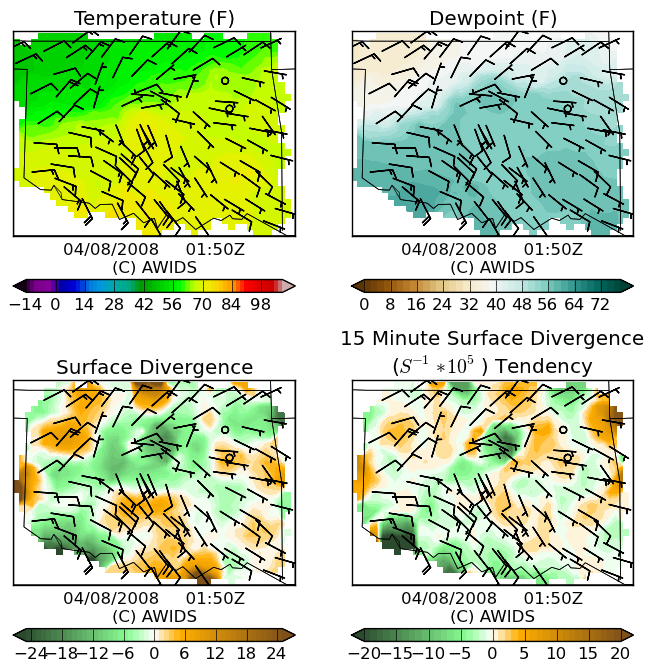 Temperature (F)
Dewpoint (F)
04/08/2008 01:50Z
(C) AWIDS
04/08/2008 01:50Z
(C) AWIDS
−14 0 14 28 42 56 70 84 98
0 8 16 24 32 40 48 56 64 72
Surface Divergence
15 Minute Surface Divergence
(S⁻¹ *10⁵ ) Tendency
04/08/2008 01:50Z
(C) AWIDS
04/08/2008 01:50Z
(C) AWIDS
−24 −18 −12 −6 0 6 12 18 24
−20 −15 −10 −5 0 5 10 15 20